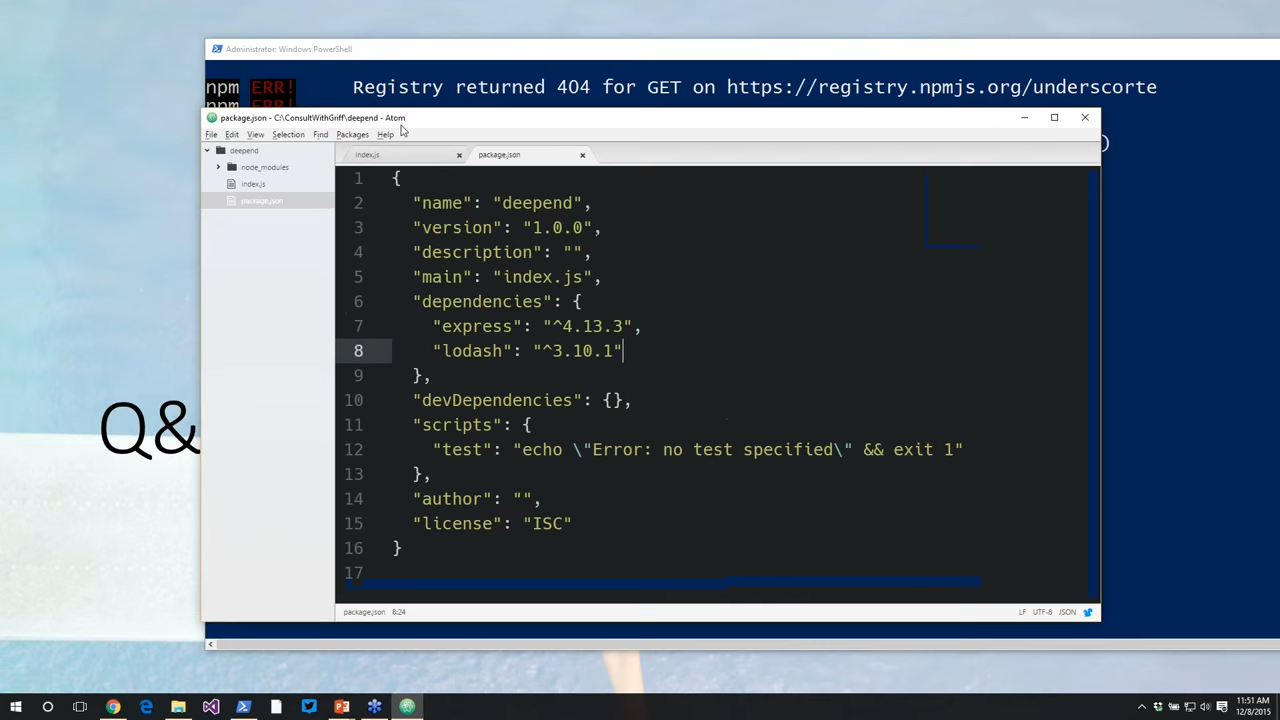 Administrator: Windows PowerShell
npm ERR! Registry returned 404 for GET on https://registry.npmjs.org/underscorte
npm ERR!
)
package.json - C:\ConsultWithGriff\deepend - Atom
File Edit View Selection Find Packages Help
deepend
node_modules
index.js
package.json
index.js package.json
1 {
2 "name": "deepend",
3 "version": "1.0.0",
4 "description": "",
5 "main": "index.js",
6 "dependencies": {
7 "express": "^4.13.3",
8 "lodash": "^3.10.1"
9 },
10 "devDependencies": {},
11 "scripts": {
12 "test": "echo \"Error: no test specified\" && exit 1"
13 },
14 "author": "",
15 "license": "ISC"
16 }
17
package.json 8:24 LF UTF-8 JSON
Q&
11:51 AM
12/8/2015